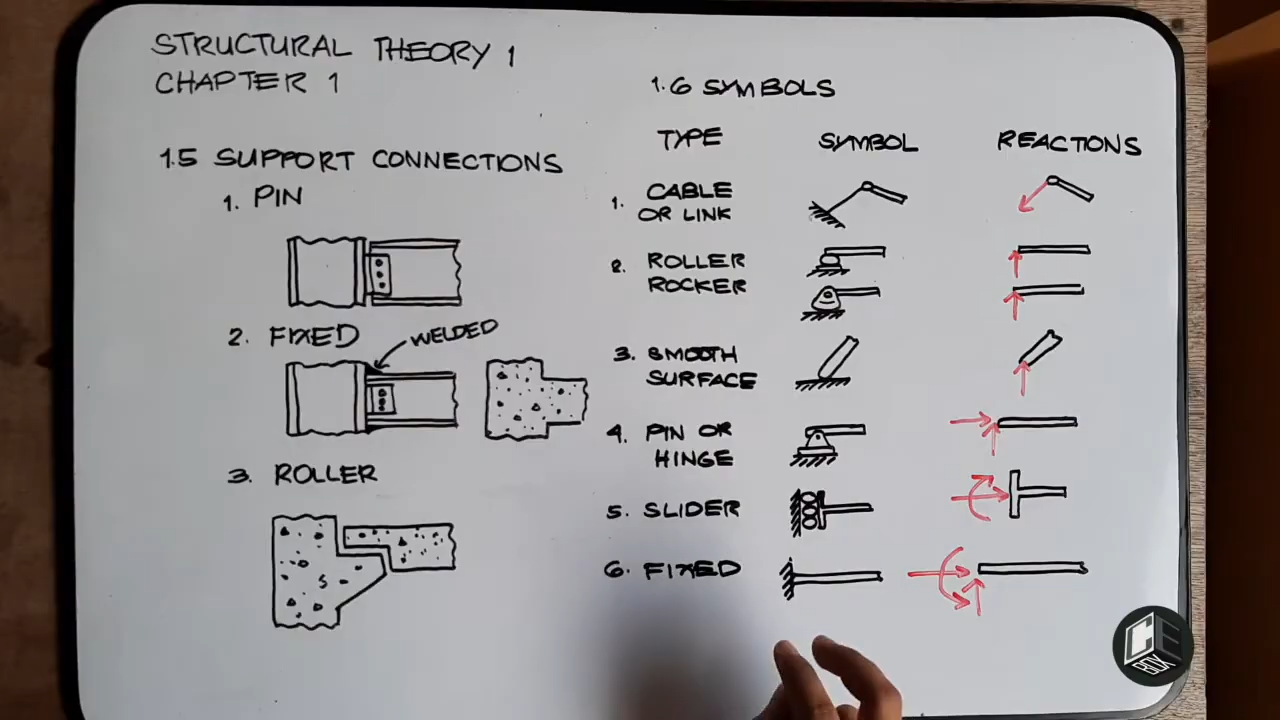 STRUCTURAL THEORY 1
CHAPTER 1
1.5 SUPPORT CONNECTIONS
1. PIN
2. FIXED
WELDED
3. ROLLER
1.6 SYMBOLS
TYPE SYMBOL REACTIONS
1. CABLE
OR LINK
2. ROLLER
ROCKER
3. SMOOTH
SURFACE
4. PIN OR
HINGE
5. SLIDER
6. FIXED
CE
BOX